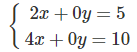 2x + 0y = 5
4x + 0y = 10